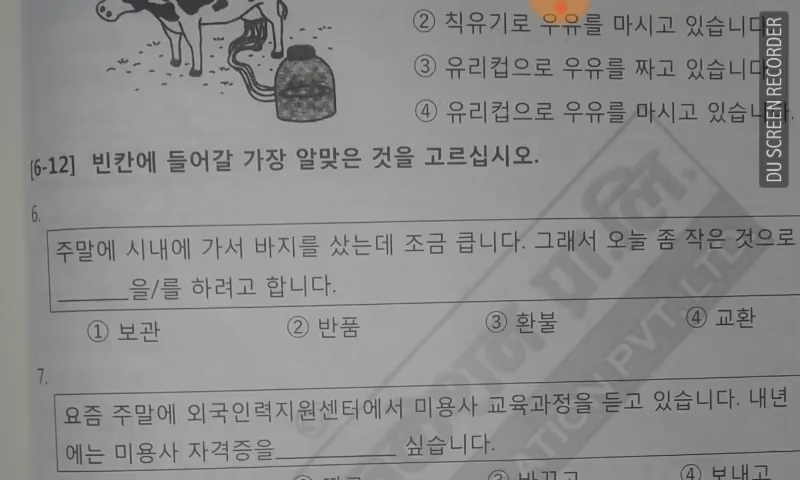 ② 칙유기로 우유를 마시고 있습니다
③ 유리컵으로 우유를 짜고 있습니다
④ 유리컵으로 우유를 마시고 있습니다.
DU SCREEN RECORDER
[6-12] 빈칸에 들어갈 가장 알맞은 것을 고르십시오.
6.
주말에 시내에 가서 바지를 샀는데 조금 큽니다. 그래서 오늘 좀 작은 것으로
______을/를 하려고 합니다.
① 보관 ② 반품 ③ 환불 ④ 교환
7.
요즘 주말에 외국인력지원센터에서 미용사 교육과정을 듣고 있습니다. 내년
에는 미용사 자격증을__________ 싶습니다.
③ 바꾸고 ④ 보내고
प्रा.लि.
PVT. LTD